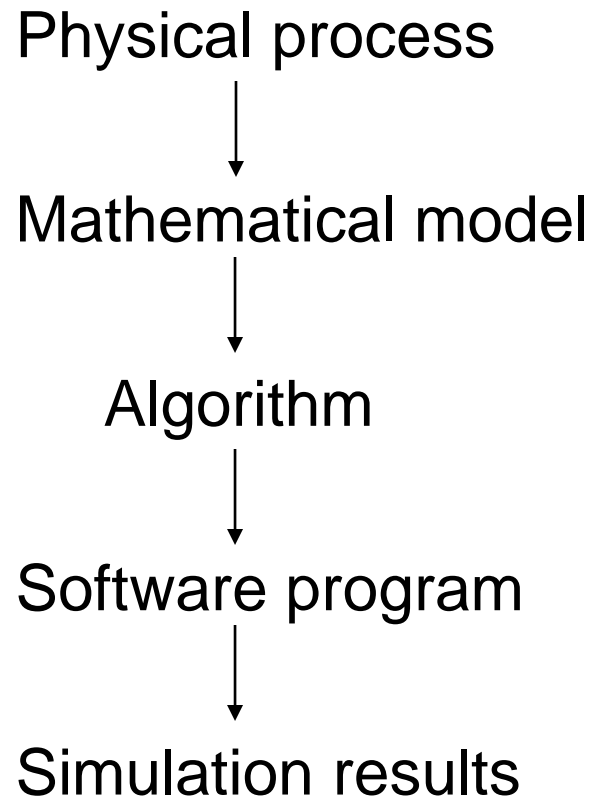 Physical process
Mathematical model
Algorithm
Software program
Simulation results